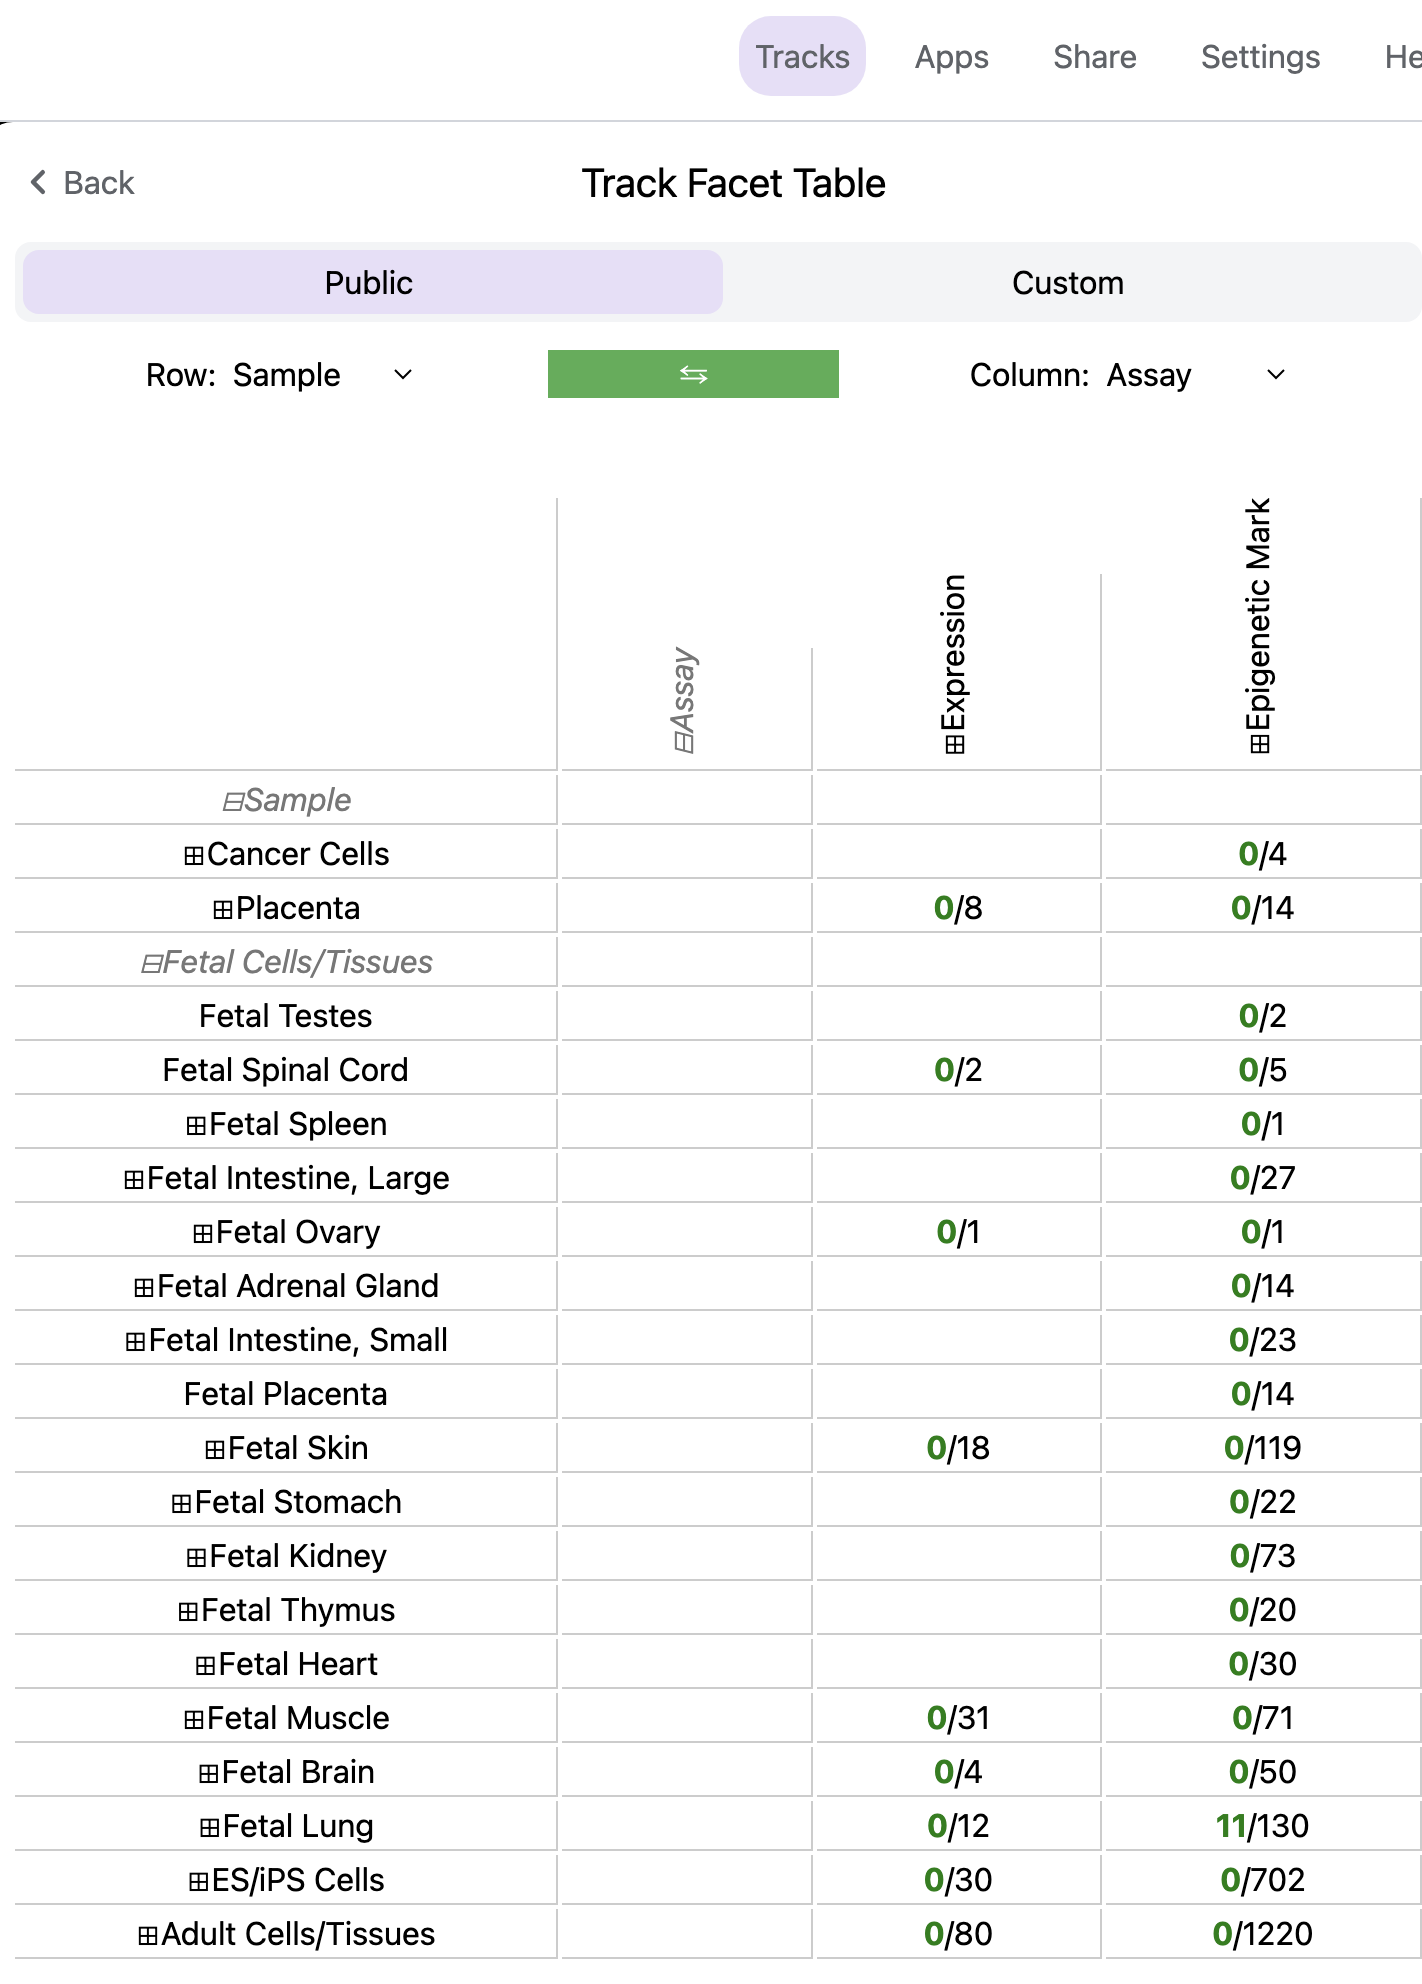 Tracks Apps Share Settings He
Back
Track Facet Table
Public Custom
Row: Sample Column: Assay
Assay Expression Epigenetic Mark
Sample
Cancer Cells 0/4
Placenta 0/8 0/14
Fetal Cells/Tissues
Fetal Testes 0/2
Fetal Spinal Cord 0/2 0/5
Fetal Spleen 0/1
Fetal Intestine, Large 0/27
Fetal Ovary 0/1 0/1
Fetal Adrenal Gland 0/14
Fetal Intestine, Small 0/23
Fetal Placenta 0/14
Fetal Skin 0/18 0/119
Fetal Stomach 0/22
Fetal Kidney 0/73
Fetal Thymus 0/20
Fetal Heart 0/30
Fetal Muscle 0/31 0/71
Fetal Brain 0/4 0/50
Fetal Lung 0/12 11/130
ES/iPS Cells 0/30 0/702
Adult Cells/Tissues 0/80 0/1220